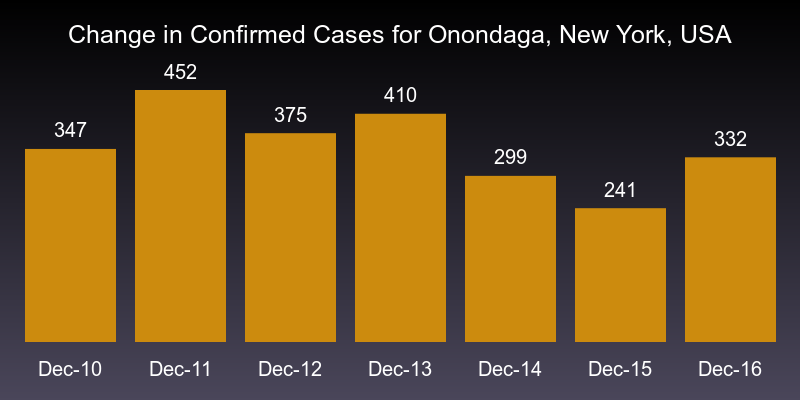 Change in Confirmed Cases for Onondaga, New York, USA
347
452
375
410
299
241
332
Dec-10
Dec-11
Dec-12
Dec-13
Dec-14
Dec-15
Dec-16